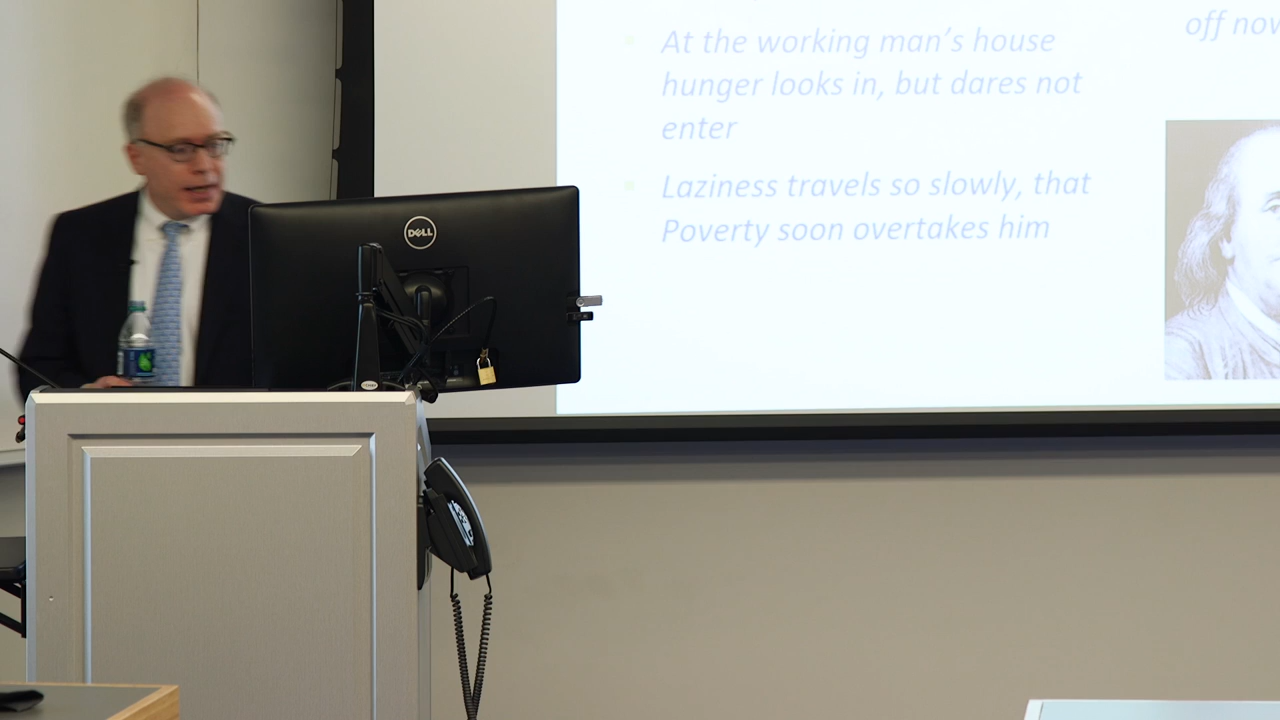 At the working man's house
hunger looks in, but dares not
enter
Laziness travels so slowly, that
Poverty soon overtakes him
off
DELL